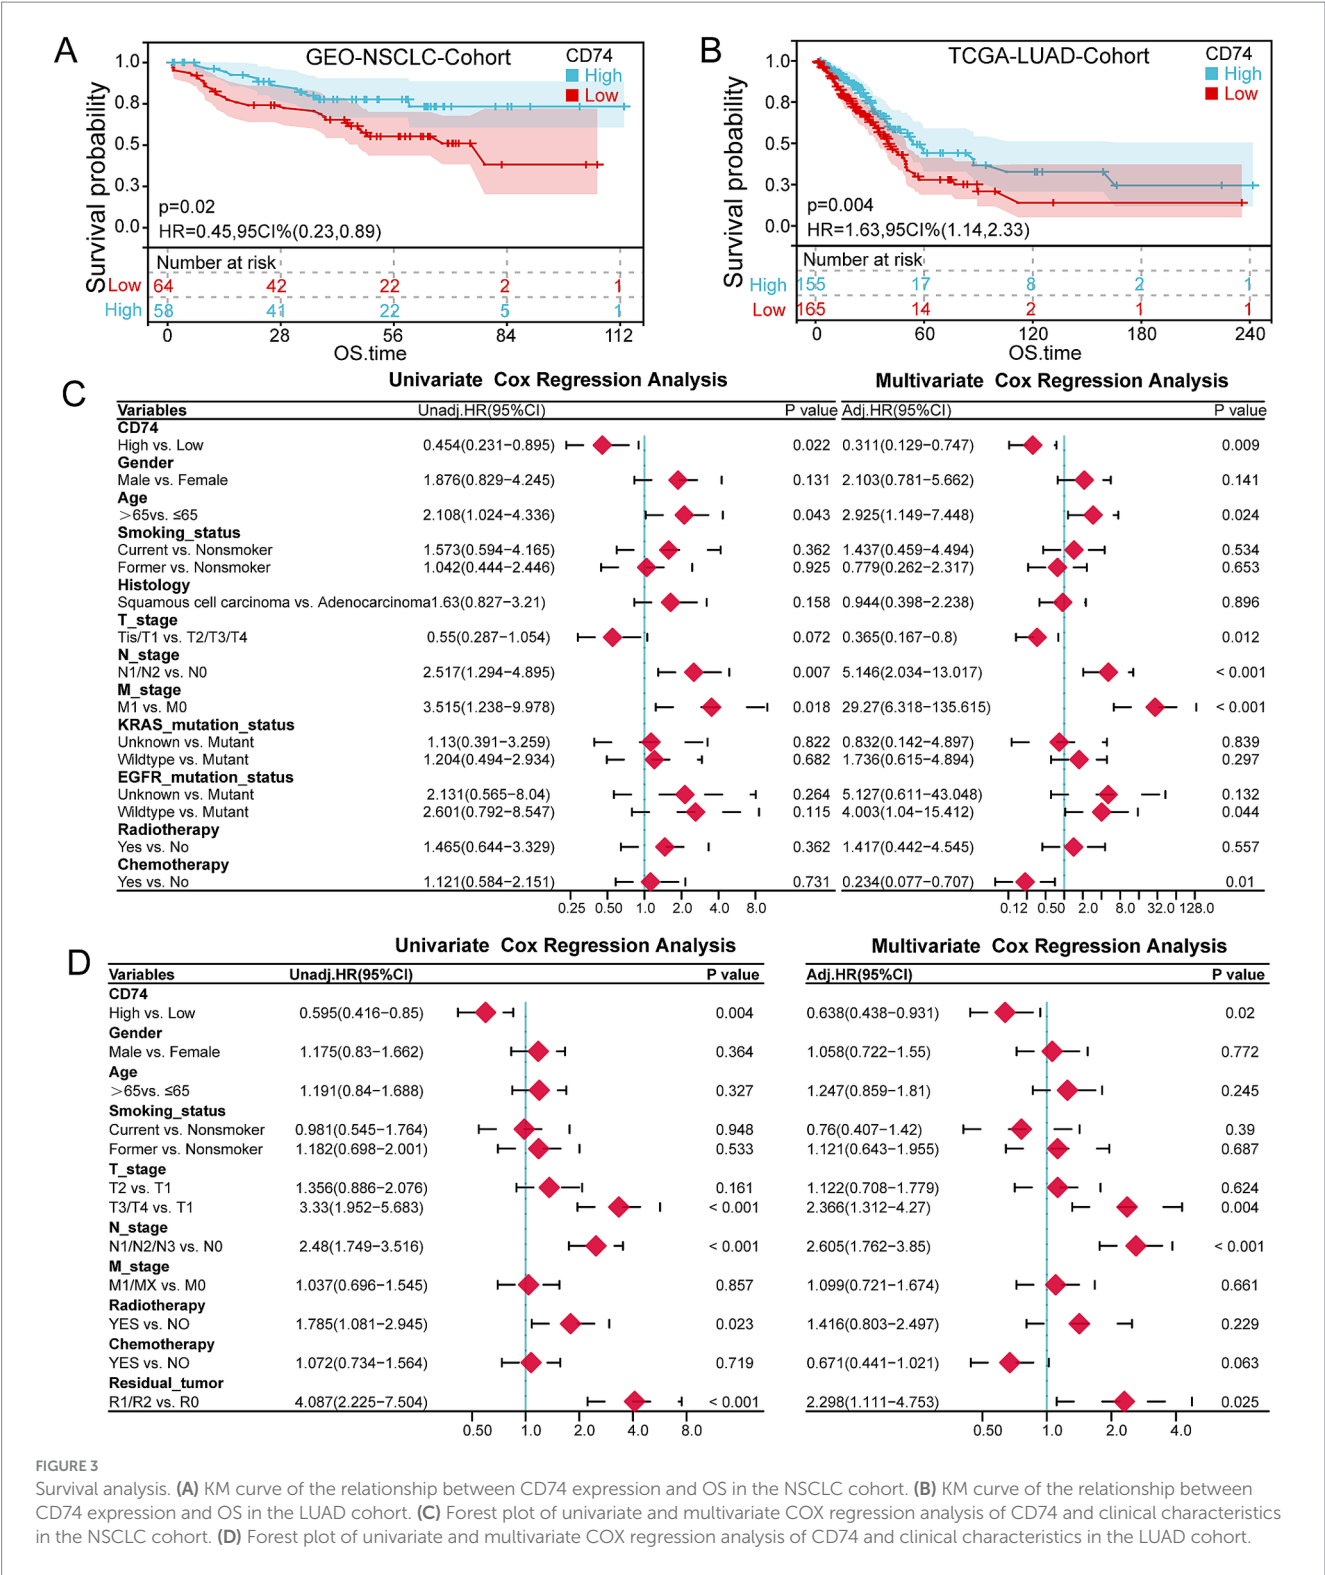 A
GEO-NSCLC-Cohort
CD74
High
Low
Survival probability
1.0
0.8
0.5
0.3
0.0
p=0.02
HR=0.45,95CI%(0.23,0.89)
Number at risk
Low 64 42 22 2 1
High 58 41 22 5 1
0 28 56 84 112
OS.time
B
TCGA-LUAD-Cohort
CD74
High
Low
Survival probability
1.0
0.8
0.5
0.3
0.0
p=0.004
HR=1.63,95CI%(1.14,2.33)
Number at risk
High 155 17 8 2 1
Low 165 14 2 1 1
0 60 120 180 240
OS.time
C
Univariate Cox Regression Analysis Multivariate Cox Regression Analysis
Variables Unadj.HR(95%CI) P value Adj.HR(95%CI) P value
CD74
High vs. Low 0.454(0.231−0.895) 0.022 0.311(0.129−0.747) 0.009
Gender
Male vs. Female 1.876(0.829−4.245) 0.131 2.103(0.781−5.662) 0.141
Age
>65vs. ≤65 2.108(1.024−4.336) 0.043 2.925(1.149−7.448) 0.024
Smoking_status
Current vs. Nonsmoker 1.573(0.594−4.165) 0.362 1.437(0.459−4.494) 0.534
Former vs. Nonsmoker 1.042(0.444−2.446) 0.925 0.779(0.262−2.317) 0.653
Histology
Squamous cell carcinoma vs. Adenocarcinoma 1.63(0.827−3.21) 0.158 0.944(0.398−2.238) 0.896
T_stage
Tis/T1 vs. T2/T3/T4 0.55(0.287−1.054) 0.072 0.365(0.167−0.8) 0.012
N_stage
N1/N2 vs. N0 2.517(1.294−4.895) 0.007 5.146(2.034−13.017) < 0.001
M_stage
M1 vs. M0 3.515(1.238−9.978) 0.018 29.27(6.318−135.615) < 0.001
KRAS_mutation_status
Unknown vs. Mutant 1.13(0.391−3.259) 0.822 0.832(0.142−4.897) 0.839
Wildtype vs. Mutant 1.204(0.494−2.934) 0.682 1.736(0.615−4.894) 0.297
EGFR_mutation_status
Unknown vs. Mutant 2.131(0.565−8.04) 0.264 5.127(0.611−43.048) 0.132
Wildtype vs. Mutant 2.601(0.792−8.547) 0.115 4.003(1.04−15.412) 0.044
Radiotherapy
Yes vs. No 1.465(0.644−3.329) 0.362 1.417(0.442−4.545) 0.557
Chemotherapy
Yes vs. No 1.121(0.584−2.151) 0.731 0.234(0.077−0.707) 0.01
0.25 0.50 1.0 2.0 4.0 8.0 0.12 0.50 2.0 8.0 32.0 128.0
D
Univariate Cox Regression Analysis Multivariate Cox Regression Analysis
Variables Unadj.HR(95%CI) P value Adj.HR(95%CI) P value
CD74
High vs. Low 0.595(0.416−0.85) 0.004 0.638(0.438−0.931) 0.02
Gender
Male vs. Female 1.175(0.83−1.662) 0.364 1.058(0.722−1.55) 0.772
Age
>65vs. ≤65 1.191(0.84−1.688) 0.327 1.247(0.859−1.81) 0.245
Smoking_status
Current vs. Nonsmoker 0.981(0.545−1.764) 0.948 0.76(0.407−1.42) 0.39
Former vs. Nonsmoker 1.182(0.698−2.001) 0.533 1.121(0.643−1.955) 0.687
T_stage
T2 vs. T1 1.356(0.886−2.076) 0.161 1.122(0.708−1.779) 0.624
T3/T4 vs. T1 3.33(1.952−5.683) < 0.001 2.366(1.312−4.27) 0.004
N_stage
N1/N2/N3 vs. N0 2.48(1.749−3.516) < 0.001 2.605(1.762−3.85) < 0.001
M_stage
M1/MX vs. M0 1.037(0.696−1.545) 0.857 1.099(0.721−1.674) 0.661
Radiotherapy
YES vs. NO 1.785(1.081−2.945) 0.023 1.416(0.803−2.497) 0.229
Chemotherapy
YES vs. NO 1.072(0.734−1.564) 0.719 0.671(0.441−1.021) 0.063
Residual_tumor
R1/R2 vs. R0 4.087(2.225−7.504) < 0.001 2.298(1.111−4.753) 0.025
0.50 1.0 2.0 4.0 8.0 0.50 1.0 2.0 4.0
FIGURE 3
Survival analysis. (A) KM curve of the relationship between CD74 expression and OS in the NSCLC cohort. (B) KM curve of the relationship between
CD74 expression and OS in the LUAD cohort. (C) Forest plot of univariate and multivariate COX regression analysis of CD74 and clinical characteristics
in the NSCLC cohort. (D) Forest plot of univariate and multivariate COX regression analysis of CD74 and clinical characteristics in the LUAD cohort.